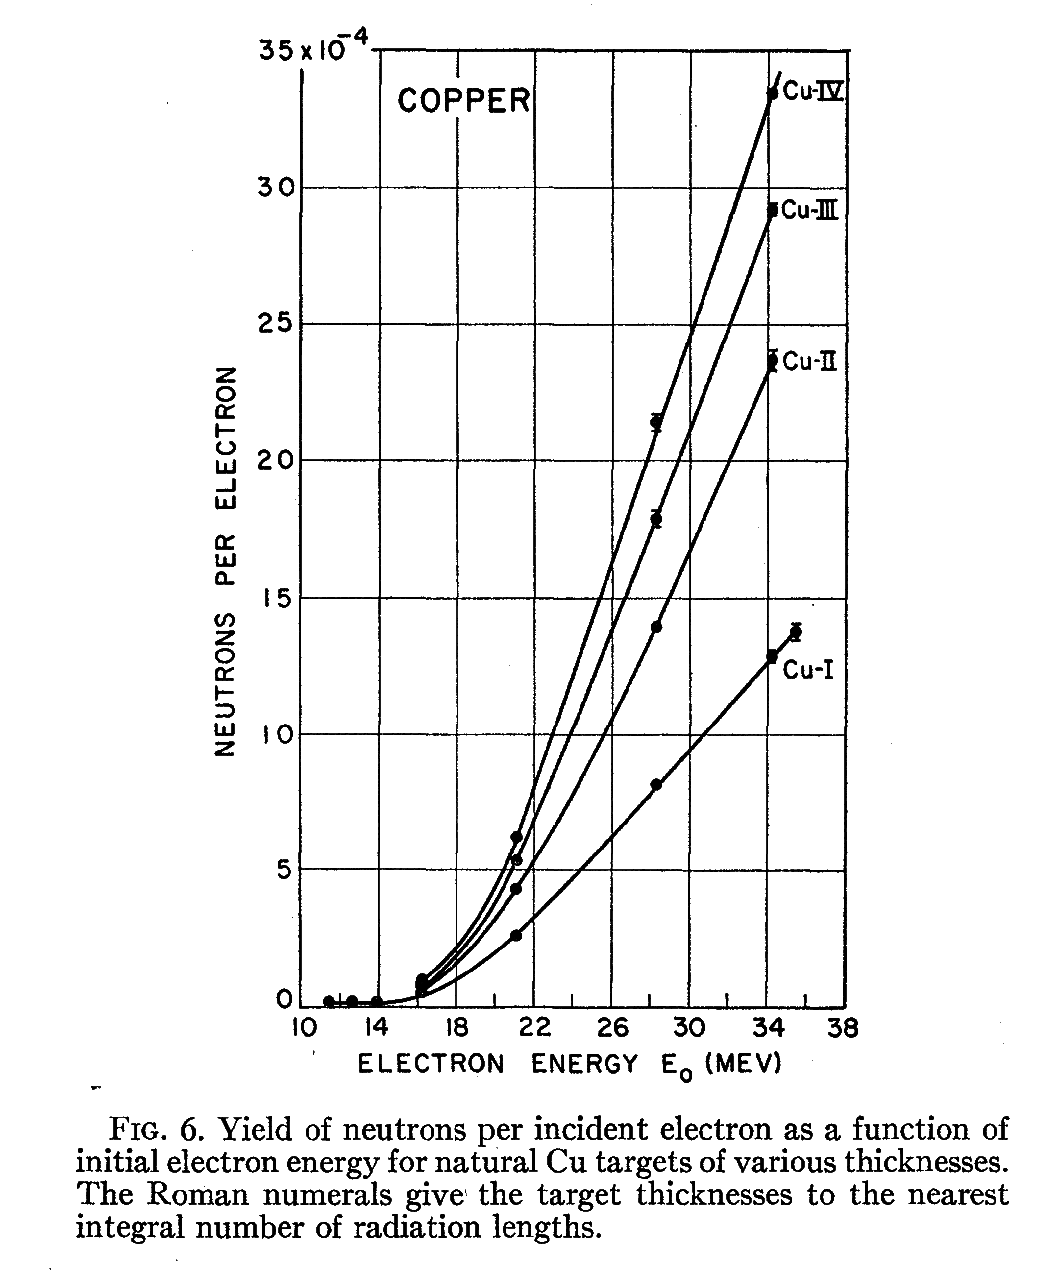 35 x 10-4
COPPER
Cu-IV
30
Cu-III
25
Cu-II
20
NEUTRONS PER ELECTRON
15
Cu-I
10
5
0
10 14 18 22 26 30 34 38
ELECTRON ENERGY E0 (MEV)
FIG. 6. Yield of neutrons per incident electron as a function of
initial electron energy for natural Cu targets of various thicknesses.
The Roman numerals give the target thicknesses to the nearest
integral number of radiation lengths.